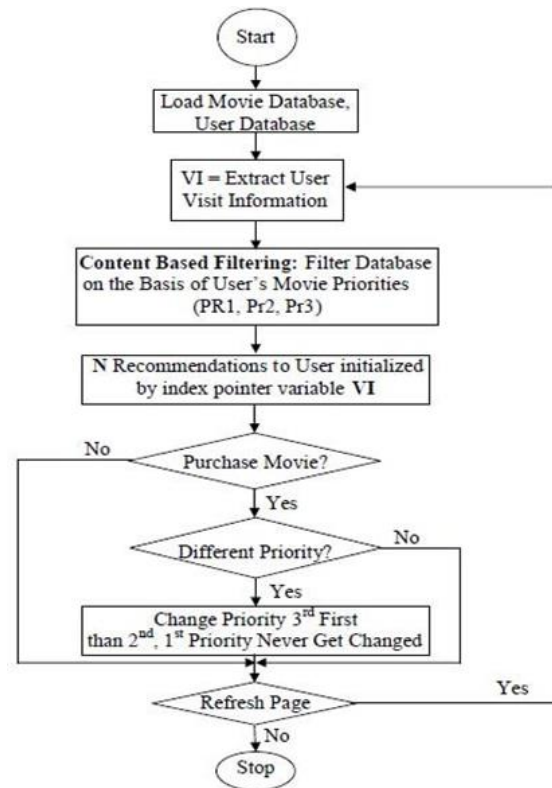 Start
Load Movie Database,
User Database
VI = Extract User
Visit Information
Content Based Filtering: Filter Database
on the Basis of User's Movie Priorities
(PR1, Pr2, Pr3)
N Recommendations to User initialized
by index pointer variable VI
No
Purchase Movie?
Yes
Different Priority?
No
Yes
Change Priority 3rd First
than 2nd, 1st Priority Never Get Changed
Refresh Page
Yes
No
Stop